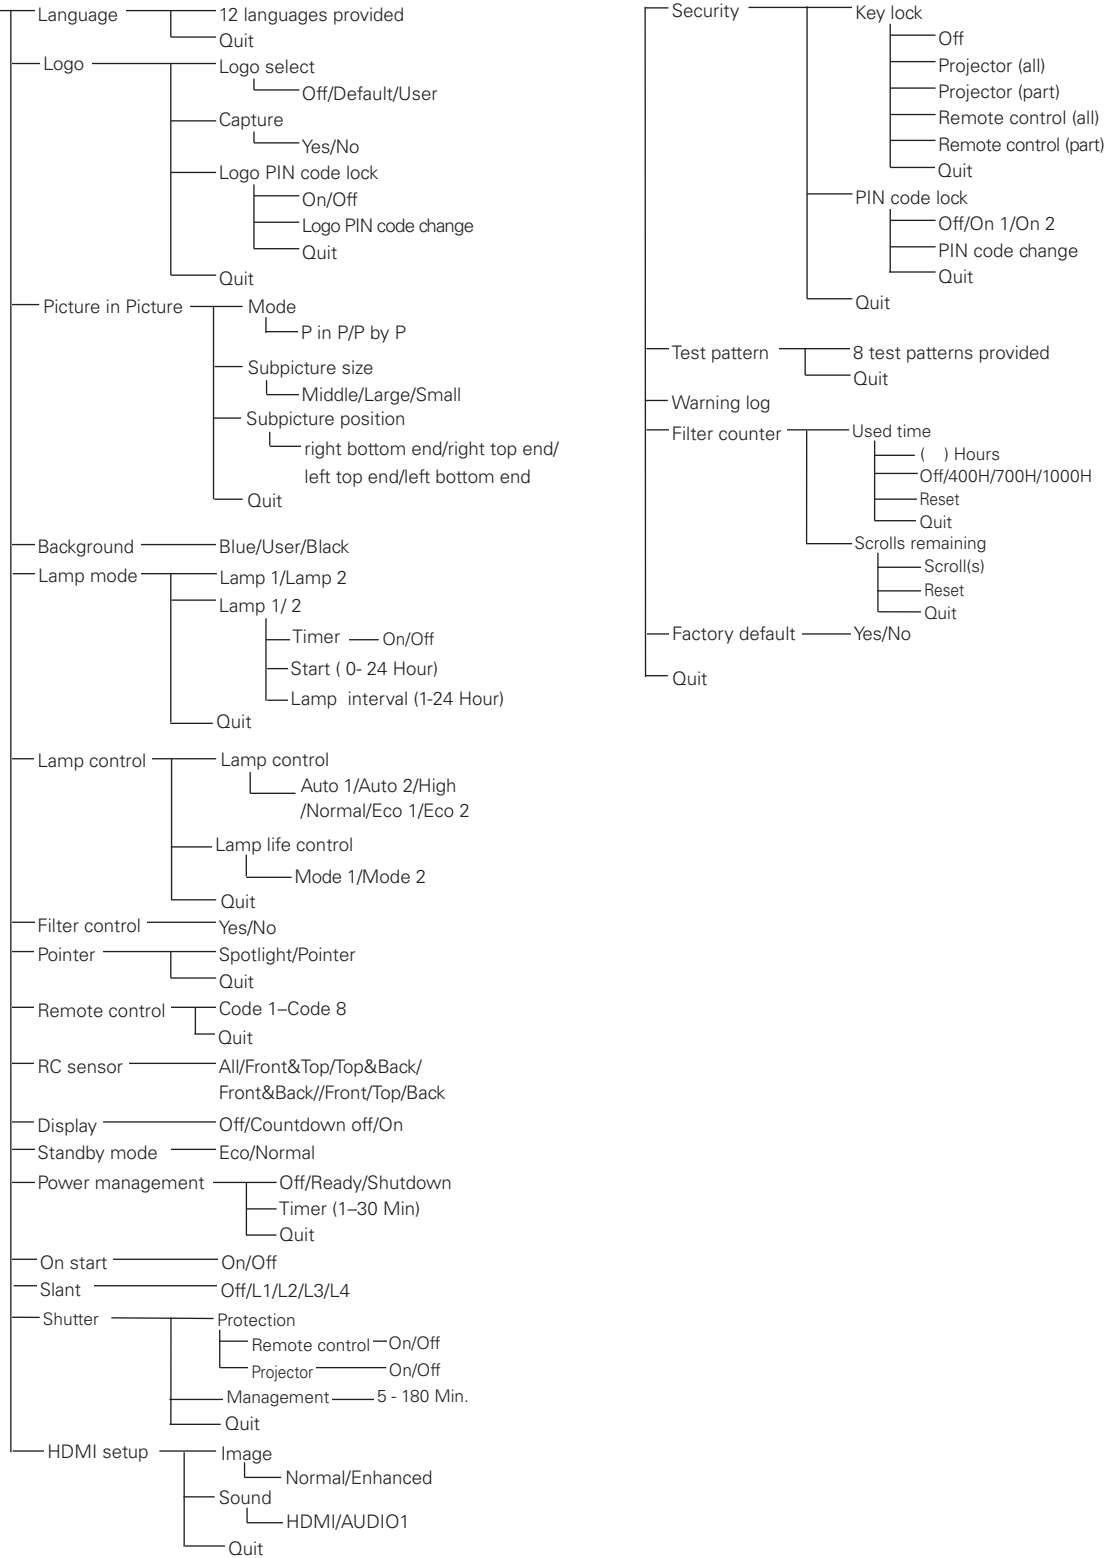 Language
12 languages provided
Quit
Logo
Logo select
Off/Default/User
Capture
Yes/No
Logo PIN code lock
On/Off
Logo PIN code change
Quit
Quit
Picture in Picture
Mode
P in P/P by P
Subpicture size
Middle/Large/Small
Subpicture position
right bottom end/right top end/
left top end/left bottom end
Quit
Background
Blue/User/Black
Lamp mode
Lamp 1/Lamp 2
Lamp 1/ 2
Timer
On/Off
Start ( 0- 24 Hour)
Lamp interval (1-24 Hour)
Quit
Lamp control
Lamp control
Auto 1/Auto 2/High
/Normal/Eco 1/Eco 2
Lamp life control
Mode 1/Mode 2
Quit
Filter control
Yes/No
Pointer
Spotlight/Pointer
Quit
Remote control
Code 1–Code 8
Quit
RC sensor
All/Front&Top/Top&Back/
Front&Back//Front/Top/Back
Display
Off/Countdown off/On
Standby mode
Eco/Normal
Power management
Off/Ready/Shutdown
Timer (1–30 Min)
Quit
On start
On/Off
Slant
Off/L1/L2/L3/L4
Shutter
Protection
Remote control
On/Off
Projector
On/Off
Management
5 - 180 Min.
Quit
HDMI setup
Image
Normal/Enhanced
Sound
HDMI/AUDIO1
Quit
Security
Key lock
Off
Projector (all)
Projector (part)
Remote control (all)
Remote control (part)
Quit
PIN code lock
Off/On 1/On 2
PIN code change
Quit
Quit
Test pattern
8 test patterns provided
Quit
Warning log
Filter counter
Used time
( ) Hours
Off/400H/700H/1000H
Reset
Quit
Scrolls remaining
Scroll(s)
Reset
Quit
Factory default
Yes/No
Quit